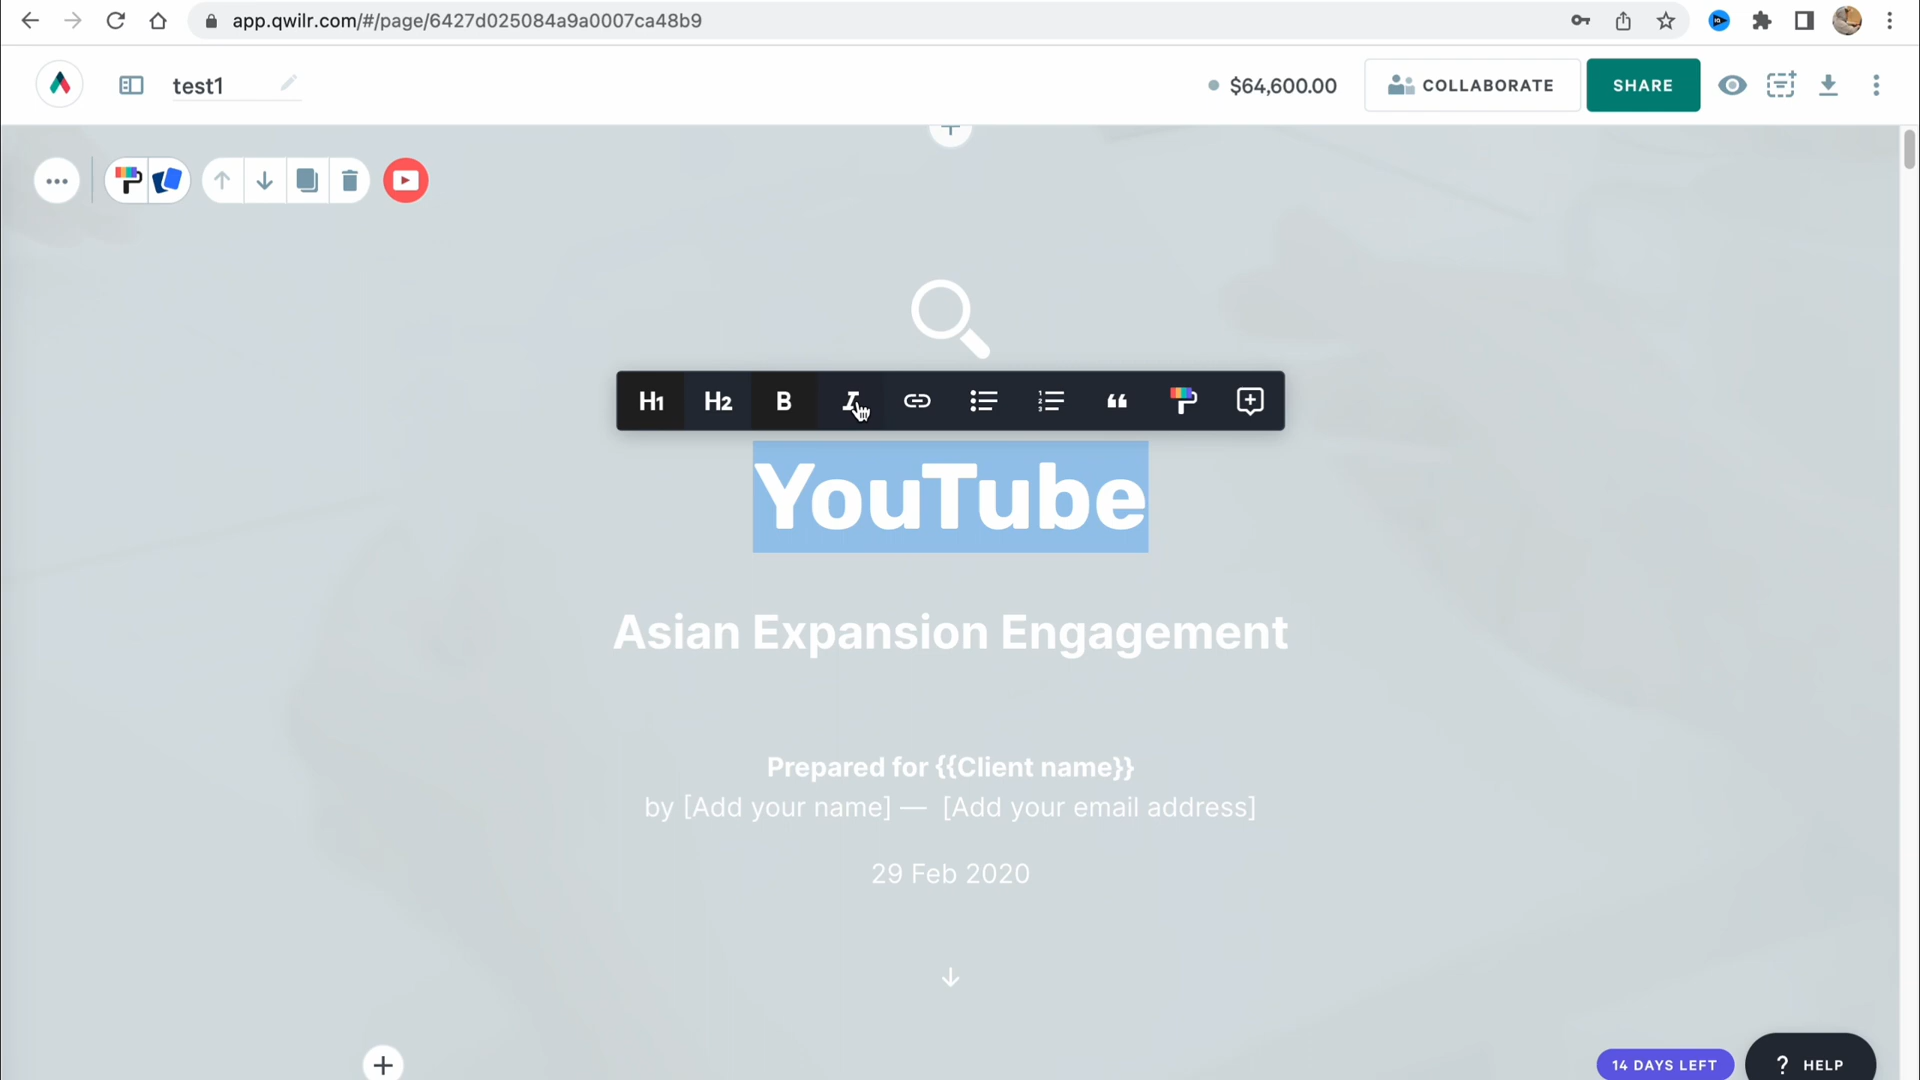 app.qwilr.com/#/page/6427d025084a9a0007ca48b9
test1
$64,600.00
COLLABORATE
SHARE
H1 H2 B I
YouTube
Asian Expansion Engagement
Prepared for {{Client name}}
by [Add your name] — [Add your email address]
29 Feb 2020
14 DAYS LEFT
? HELP